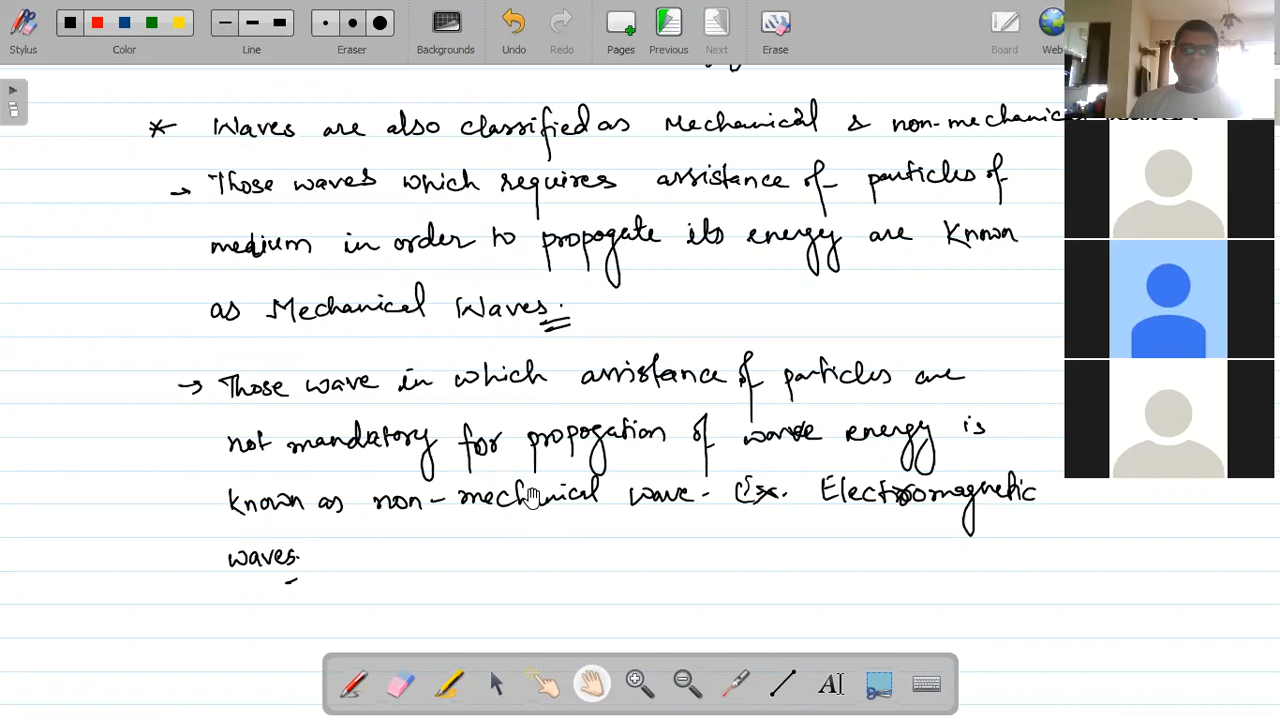 Stylus Color Line Eraser Backgrounds Undo Redo Pages Previous Next Erase Board Web
* Waves are also classified as Mechanical & non-mechanical
→ Those waves which requires assistance of particles of
medium in order to propogate its energy are known
as Mechanical Waves.
→ Those wave in which assistance of particles are
not mandatory for propogation of wave energy is
known as non-mechanical wave. Ex. Electromagnetic
waves.